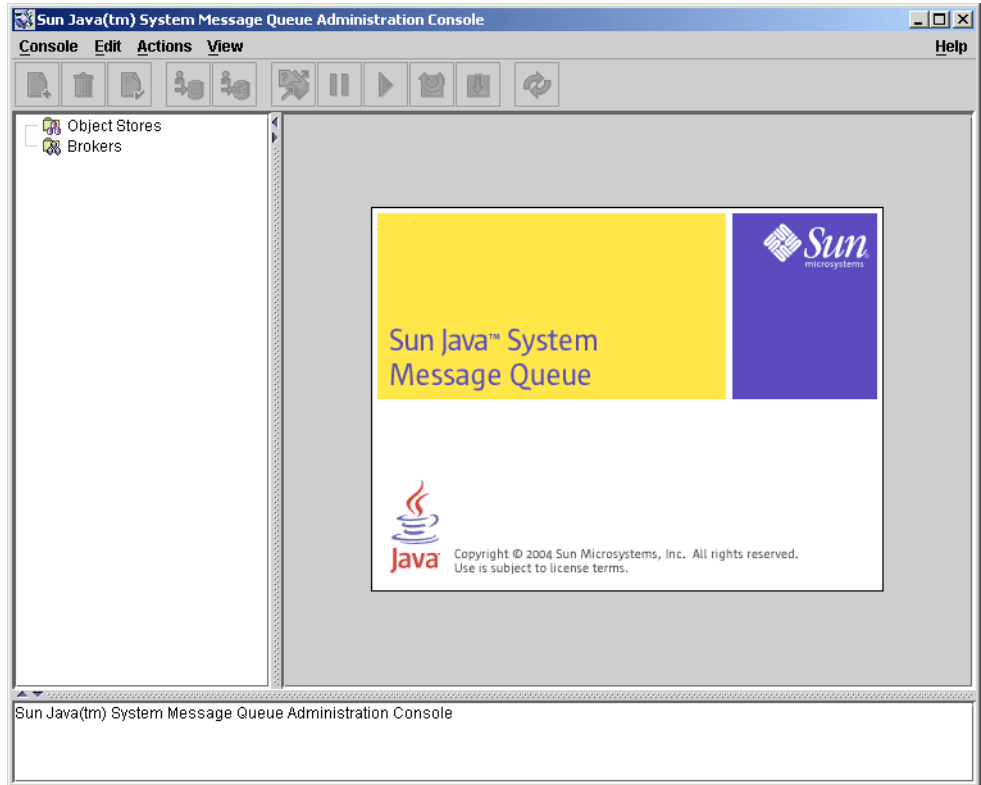 Sun Java(tm) System Message Queue Administration Console
Console Edit Actions View Help
Object Stores
Brokers
Sun
microsystems
Sun Java™ System
Message Queue
Java
Copyright © 2004 Sun Microsystems, Inc. All rights reserved.
Use is subject to license terms.
Sun Java(tm) System Message Queue Administration Console